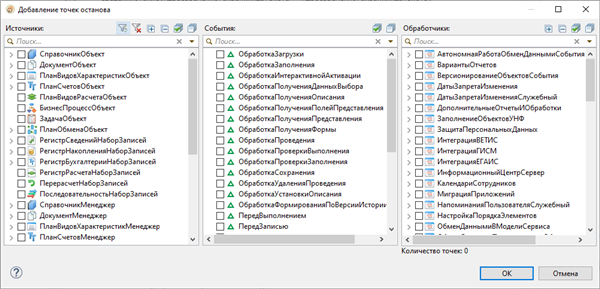 Добавление точек останова
Источники:
Поиск...
СправочникОбъект
ДокументОбъект
ПланВидовХарактеристикОбъект
ПланСчетовОбъект
ПланВидовРасчетаОбъект
БизнесПроцессОбъект
ЗадачаОбъект
ПланОбменаОбъект
РегистрСведенийНаборЗаписей
РегистрНакопленияНаборЗаписей
РегистрБухгалтерииНаборЗаписей
РегистрРасчетаНаборЗаписей
ПерерасчетНаборЗаписей
ПоследовательностьНаборЗаписей
СправочникМенеджер
ДокументМенеджер
ПланВидовХарактеристикМенеджер
ПланСчетовМенеджер
События:
Поиск...
ОбработкаЗагрузки
ОбработкаЗаполнения
ОбработкаИнтерактивнойАктивации
ОбработкаПолученияДанныхВыбора
ОбработкаПолученияОписания
ОбработкаПолученияПолейПредставления
ОбработкаПолученияПредставления
ОбработкаПолученияФормы
ОбработкаПроведения
ОбработкаПроверкиВыполнения
ОбработкаПроверкиЗаполнения
ОбработкаСохранения
ОбработкаУдаленияПроведения
ОбработкаУстановкиОписания
ОбработкаФормированияПоВерсииИстории
ПередВыполнением
ПередЗаписью
Обработчики:
Поиск...
АвтономнаяРаботаОбменДаннымиСобытия
ВариантыОтчетов
ВерсионированиеОбъектовСобытия
ДатыЗапретаИзменения
ДатыЗапретаИзмененияСлужебный
ДополнительныеОтчетыИОбработки
ЗаполнениеОбъектовУНФ
ЗащитаПерсональныхДанных
ИнтеграцияВЕТИС
ИнтеграцияГИСМ
ИнтеграцияЕГАИС
ИнформационныйЦентрСервер
КалендариСотрудников
МиграцияПриложений
НапоминанияПользователяСлужебный
НастройкаПорядкаЭлементов
ОбменДаннымиВМоделиСервиса
Количество точек: 0
ОК
Отмена